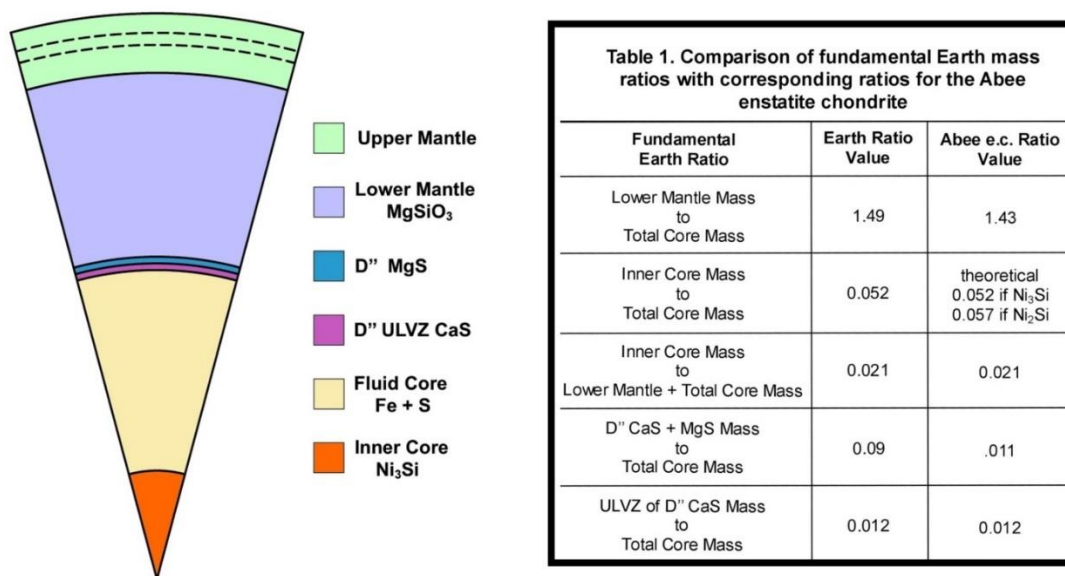 Upper Mantle
Lower Mantle
MgSiO₃
D” MgS
D” ULVZ CaS
Fluid Core
Fe + S
Inner Core
Ni₃Si
Table 1. Comparison of fundamental Earth mass
ratios with corresponding ratios for the Abee
enstatite chondrite
Fundamental
Earth Ratio
Earth Ratio
Value
Abee e.c. Ratio
Value
Lower Mantle Mass
to
Total Core Mass
1.49
1.43
Inner Core Mass
to
Total Core Mass
0.052
theoretical
0.052 if Ni₃Si
0.057 if Ni₂Si
Inner Core Mass
to
Lower Mantle + Total Core Mass
0.021
0.021
D” CaS + MgS Mass
to
Total Core Mass
0.09
.011
ULVZ of D” CaS Mass
to
Total Core Mass
0.012
0.012